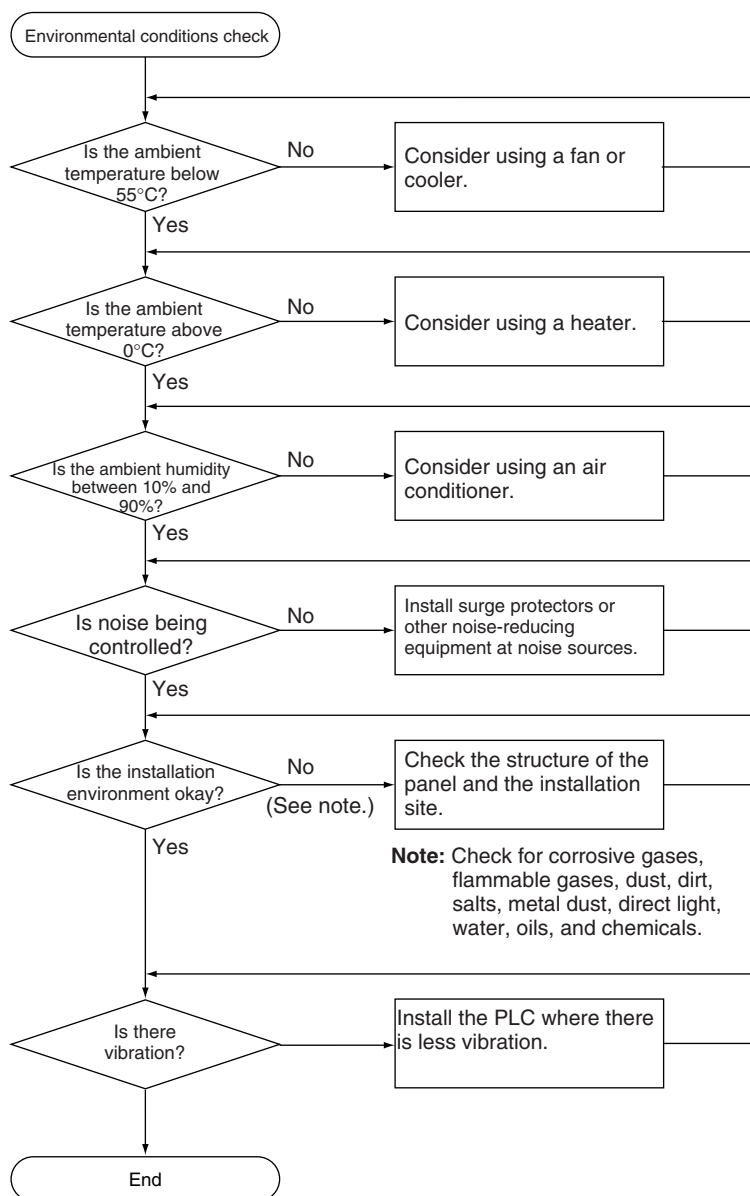 Environmental conditions check
Is the ambient
temperature below
55°C?
No
Consider using a fan or
cooler.
Yes
Is the ambient
temperature above
0°C?
No
Consider using a heater.
Yes
Is the ambient humidity
between 10% and
90%?
No
Consider using an air
conditioner.
Yes
Is noise being
controlled?
No
Install surge protectors or
other noise-reducing
equipment at noise sources.
Yes
Is the installation
environment okay?
No
(See note.)
Check the structure of the
panel and the installation
site.
Yes
Note: Check for corrosive gases,
flammable gases, dust, dirt,
salts, metal dust, direct light,
water, oils, and chemicals.
Is there
vibration?
Install the PLC where there
is less vibration.
End